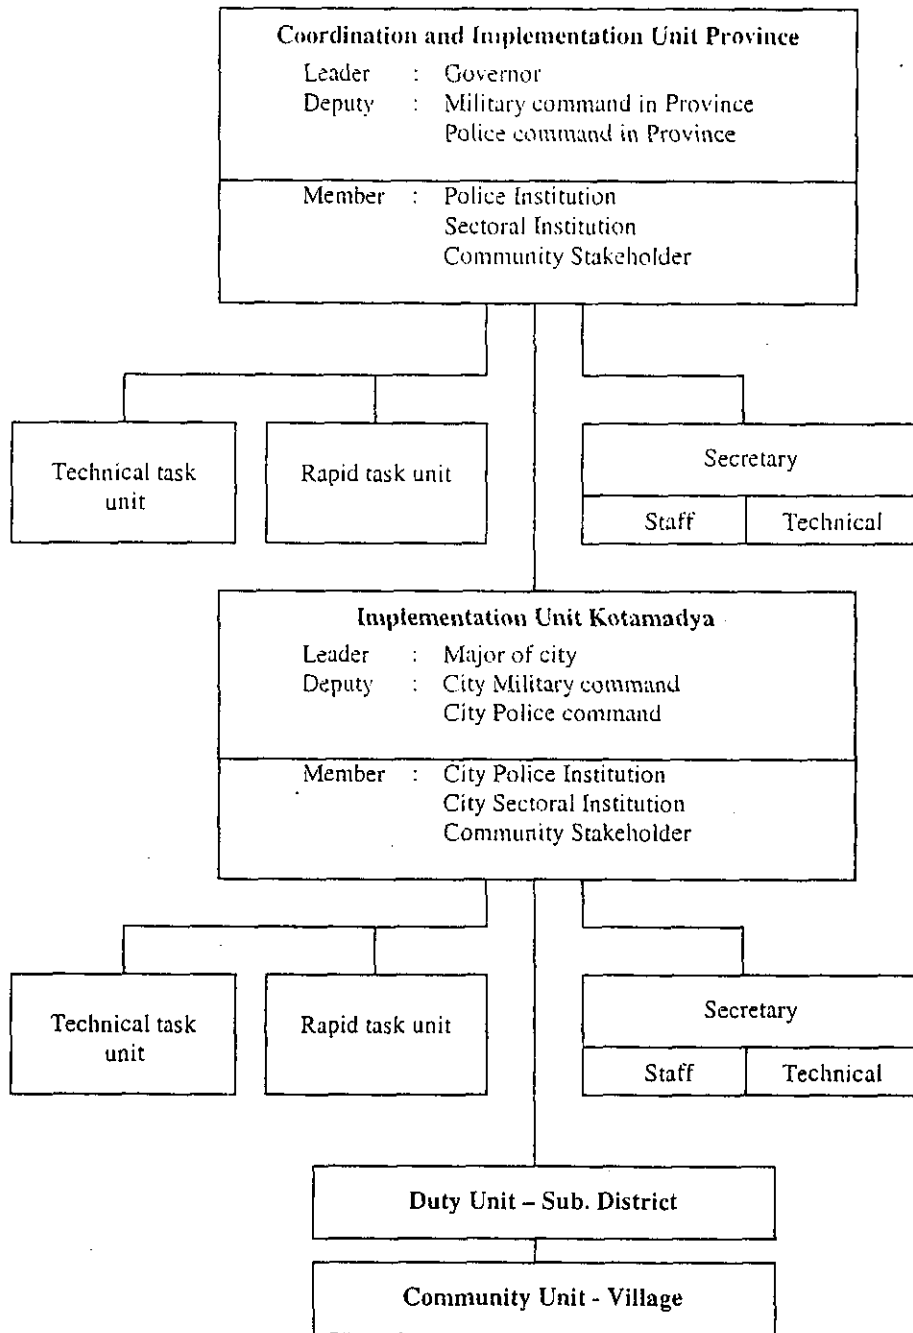 Coordination and Implementation Unit Province
Leader : Governor
Deputy : Military command in Province
Police command in Province
Member : Police Institution
Sectoral Institution
Community Stakeholder
Technical task
unit
Rapid task unit
Secretary
Staff
Technical
Implementation Unit Kotamadya
Leader : Major of city
Deputy : City Military command
City Police command
Member : City Police Institution
City Sectoral Institution
Community Stakeholder
Technical task
unit
Rapid task unit
Secretary
Staff
Technical
Duty Unit – Sub. District
Community Unit - Village